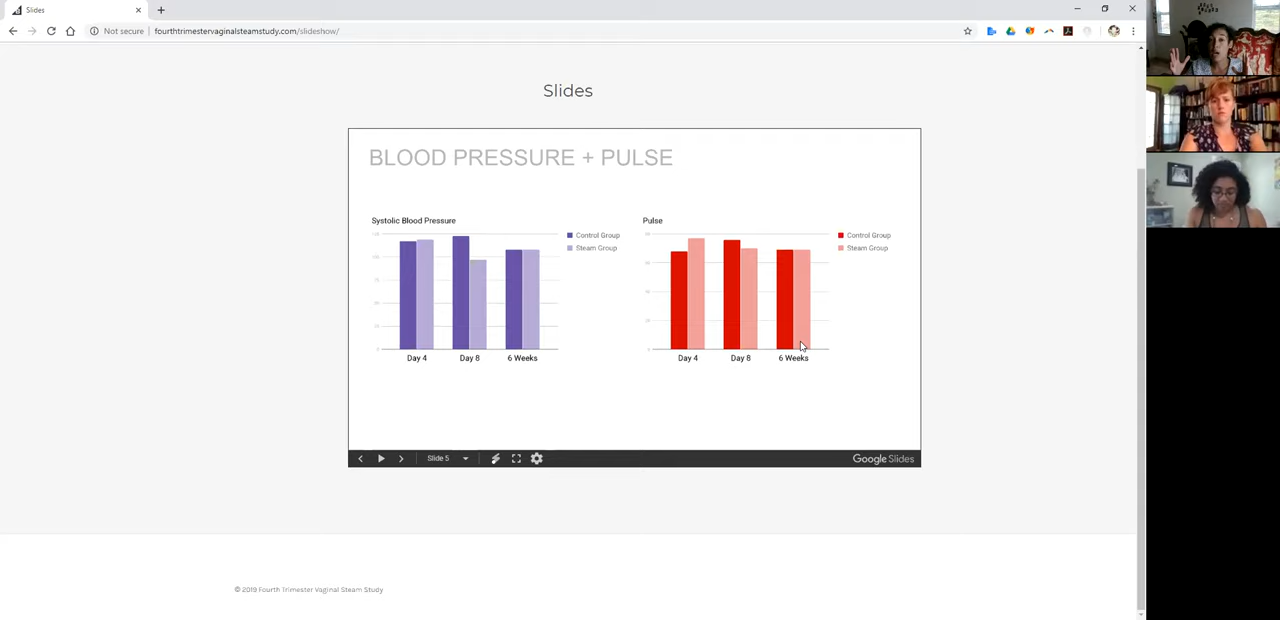 Slides
Not secure
fourthtrimestervaginalsteamstudy.com/slideshow/
Slides
BLOOD PRESSURE + PULSE
Systolic Blood Pressure
Control Group
Steam Group
Day 4
Day 8
6 Weeks
Pulse
Control Group
Steam Group
Day 4
Day 8
6 Weeks
Slide 5
Google Slides
© 2019 Fourth Trimester Vaginal Steam Study